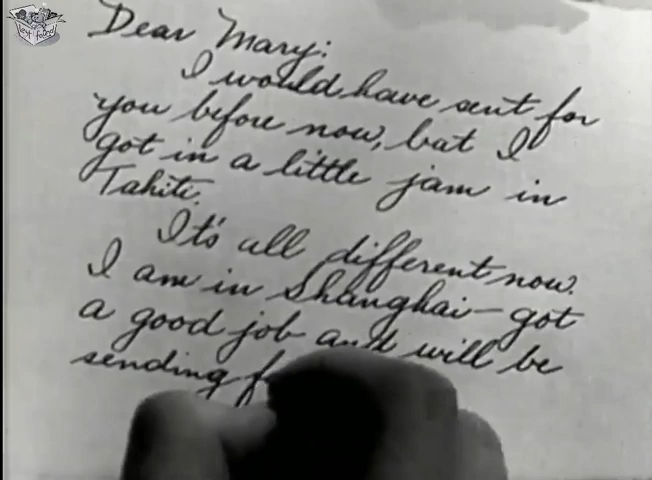 Dear Mary:
I would have sent for
you before now, but I
got in a little jam in
Tahiti.
It's all different now.
I am in Shanghai - got
a good job and will be
sending f